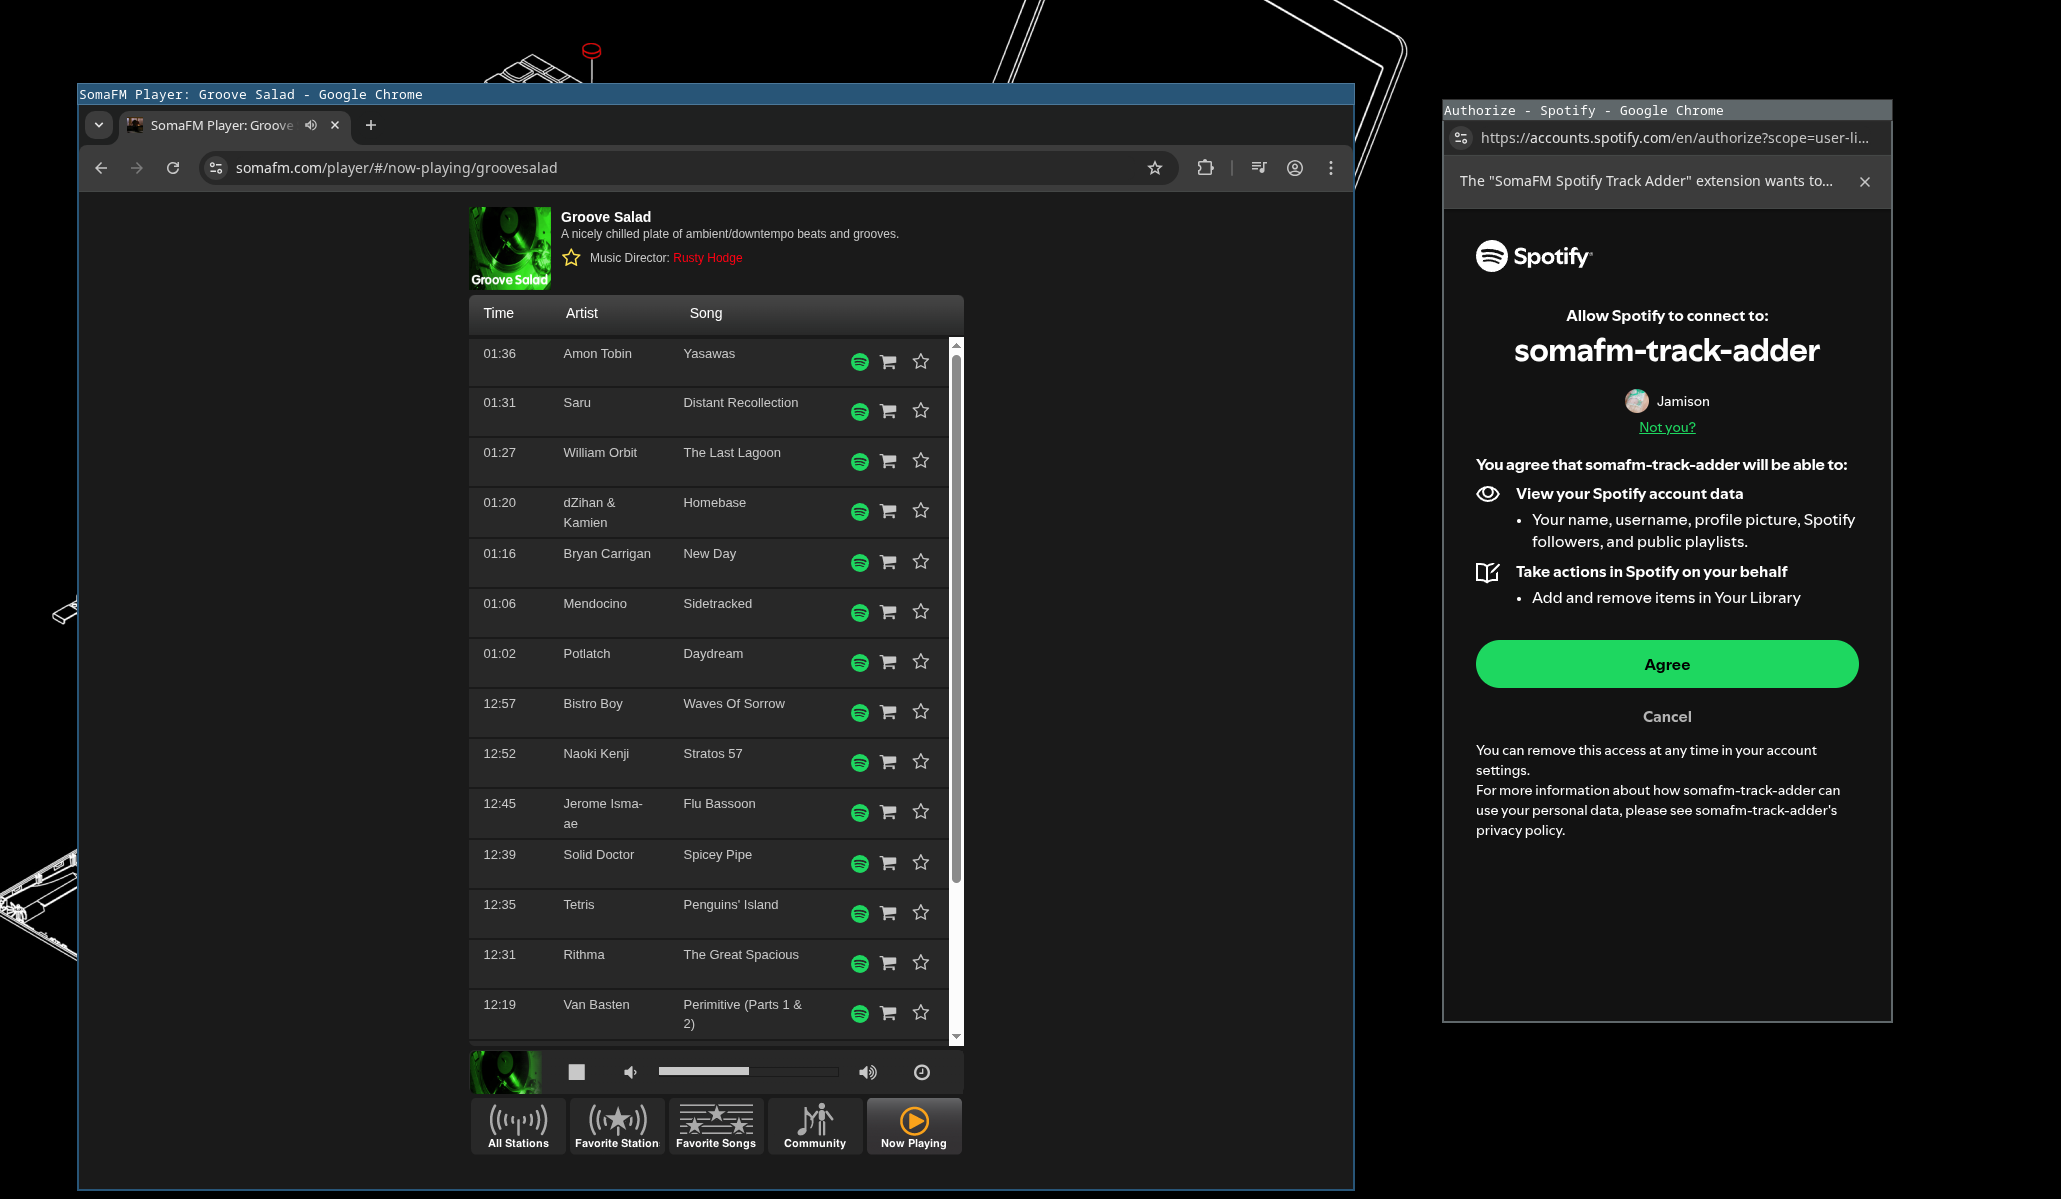 SomaFM Player: Groove Salad - Google Chrome
SomaFM Player: Groove
somafm.com/player/#/now-playing/groovesalad
Groove Salad
Groove Salad
A nicely chilled plate of ambient/downtempo beats and grooves.
Music Director: Rusty Hodge
Time Artist Song
01:36 Amon Tobin Yasawas
01:31 Saru Distant Recollection
01:27 William Orbit The Last Lagoon
01:20 dZihan & Homebase
Kamien
01:16 Bryan Carrigan New Day
01:06 Mendocino Sidetracked
01:02 Potlatch Daydream
12:57 Bistro Boy Waves Of Sorrow
12:52 Naoki Kenji Stratos 57
12:45 Jerome Isma- Flu Bassoon
ae
12:39 Solid Doctor Spicey Pipe
12:35 Tetris Penguins' Island
12:31 Rithma The Great Spacious
12:19 Van Basten Perimitive (Parts 1 &
2)
All Stations Favorite Station Favorite Songs Community Now Playing
Authorize - Spotify - Google Chrome
https://accounts.spotify.com/en/authorize?scope=user-li...
The "SomaFM Spotify Track Adder" extension wants to...
Spotify
Allow Spotify to connect to:
somafm-track-adder
Jamison
Not you?
You agree that somafm-track-adder will be able to:
View your Spotify account data
• Your name, username, profile picture, Spotify
followers, and public playlists.
Take actions in Spotify on your behalf
• Add and remove items in Your Library
Agree
Cancel
You can remove this access at any time in your account
settings.
For more information about how somafm-track-adder can
use your personal data, please see somafm-track-adder's
privacy policy.